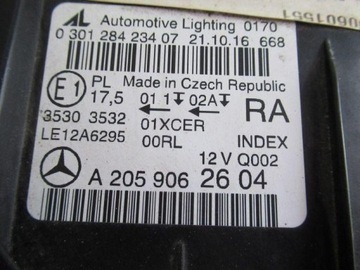 AL Automotive Lighting 0170
0 301 284 234 07 21.10.16 668
E1 PL Made in Czech Republic
17,5 01 1 02A RA
3530 3532 01XCER
LE12A6295 00RL INDEX
12 V Q002
A 205 906 26 04